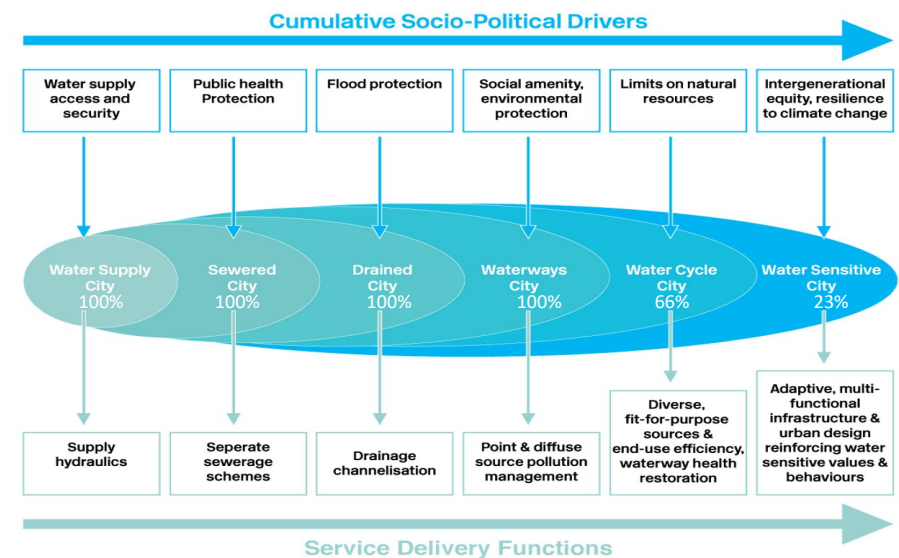 Cumulative Socio-Political Drivers
Water supply
access and
security
Public health
Protection
Flood protection
Social amenity,
environmental
protection
Limits on natural
resources
Intergenerational
equity, resilience
to climate change
Water Supply
City
100%
Sewered
City
100%
Drained
City
100%
Waterways
City
100%
Water Cycle
City
66%
Water Sensitive
City
23%
Supply
hydraulics
Seperate
sewerage
schemes
Drainage
channelisation
Point & diffuse
source pollution
management
Diverse,
fit-for-purpose
sources &
end-use efficiency,
waterway health
restoration
Adaptive, multi-
functional
infrastructure &
urban design
reinforcing water
sensitive values &
behaviours
Service Delivery Functions